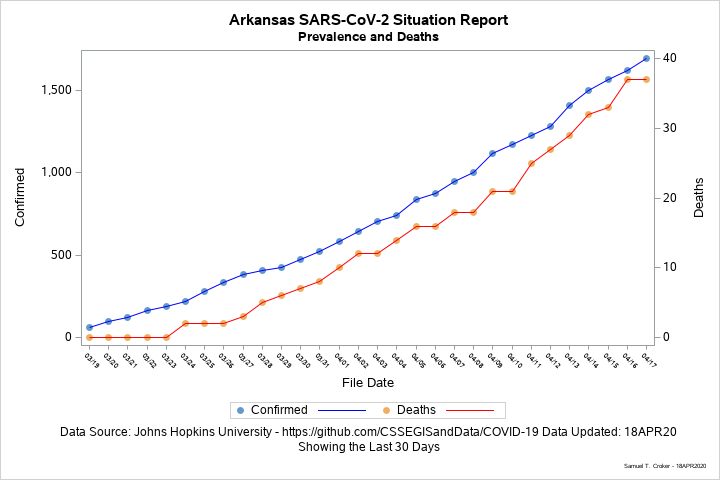 Arkansas SARS-CoV-2 Situation Report
Prevalence and Deaths
Confirmed
1,500
1,000
500
0
40
30
20
10
0
Deaths
03/19 03/20 03/21 03/22 03/23 03/24 03/25 03/26 03/27 03/28 03/29 03/30 03/31 04/01 04/02 04/03 04/04 04/05 04/06 04/07 04/08 04/09 04/10 04/11 04/12 04/13 04/14 04/15 04/16 04/17
File Date
Confirmed Deaths
Data Source: Johns Hopkins University - https://github.com/CSSEGISandData/COVID-19 Data Updated: 18APR20
Showing the Last 30 Days
Samuel T. Croker - 18APR2020